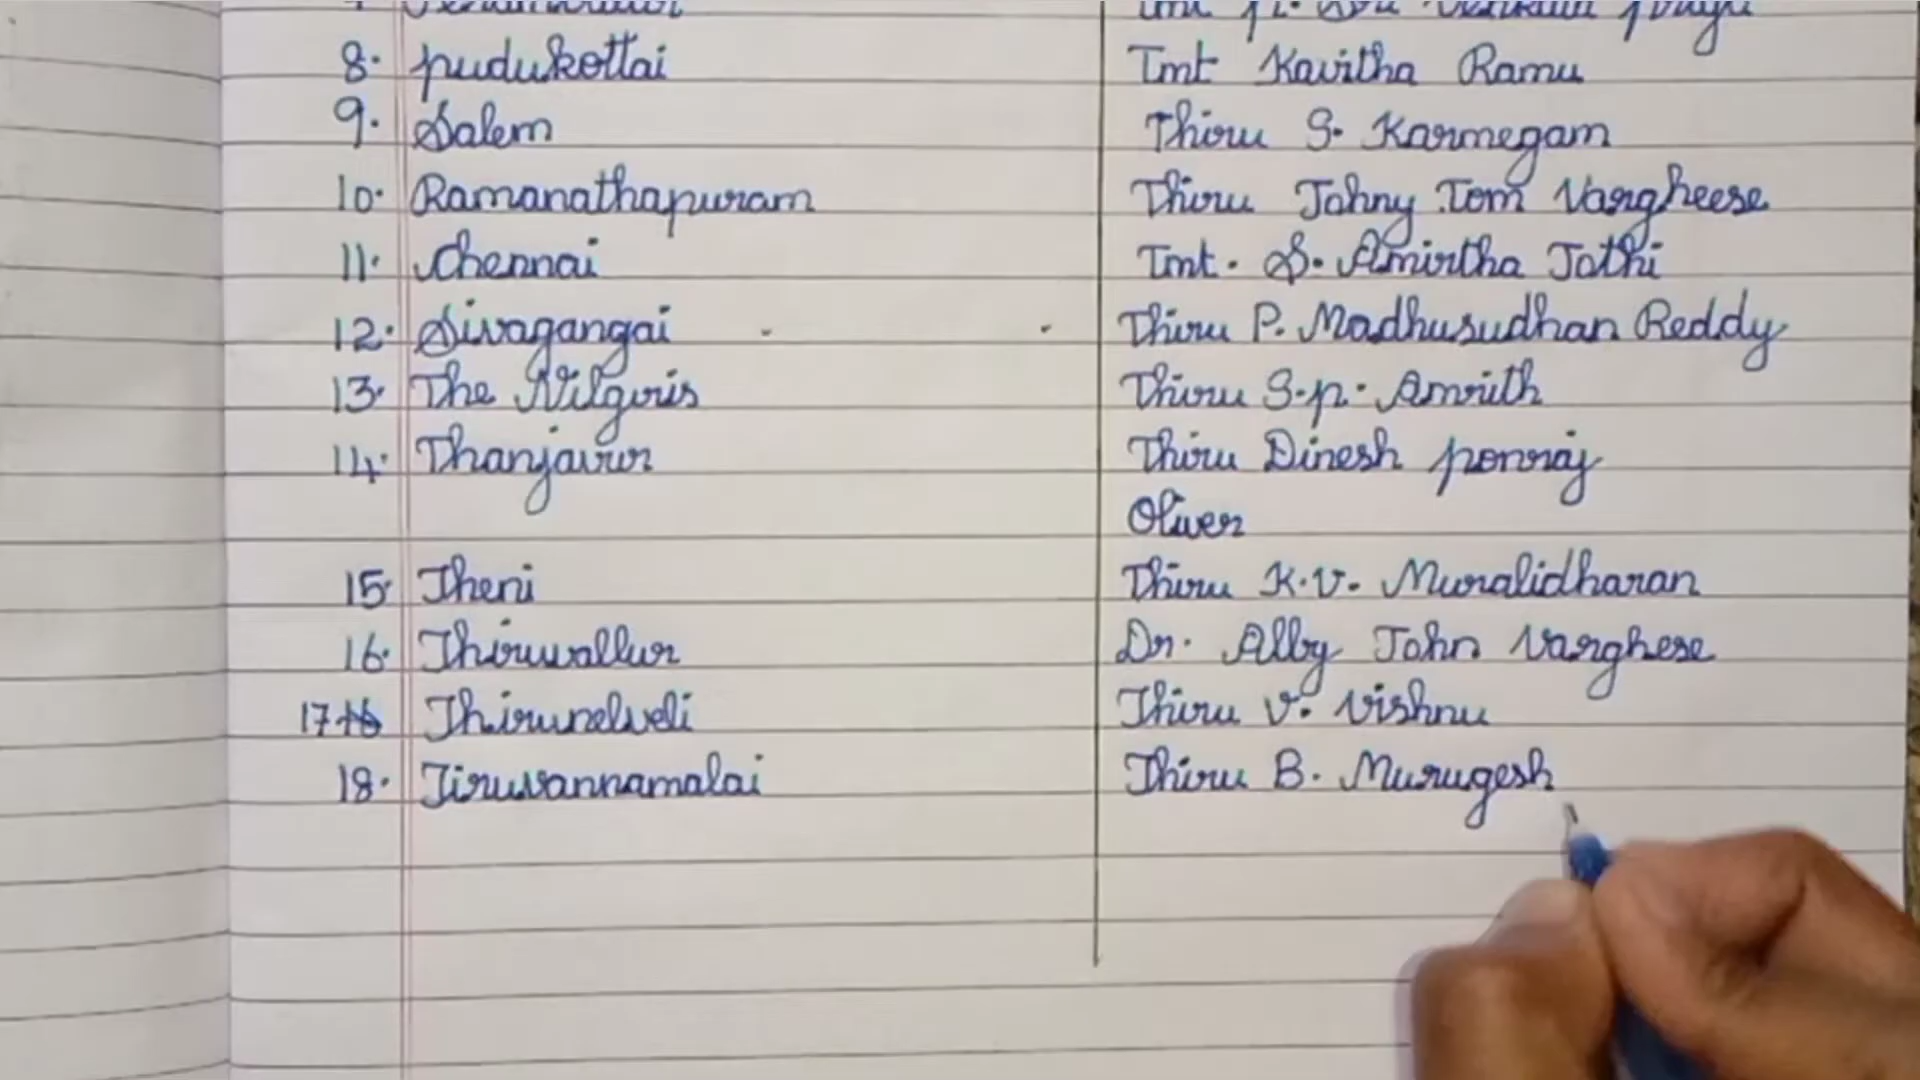 8. pudukottai Tmt Kavitha Ramu
9. Salem Thiru S. Karmegam
10. Ramanathapuram Thiru Johny Tom Vargheese
11. Chennai Tmt. S. Amirtha Jothi
12. Sivagangai Thiru P. Madhusudhan Reddy
13. The Nilgiris Thiru S.p. Amrith
14. Thanjavur Thiru Dinesh ponraj
Oliver
15. Theni Thiru K.V. Muralidharan
16. Thiruvallur Dr. Alby John Varghese
17 Thirunelveli Thiru V. Vishnu
18. Tiruvannamalai Thiru B. Murugesh